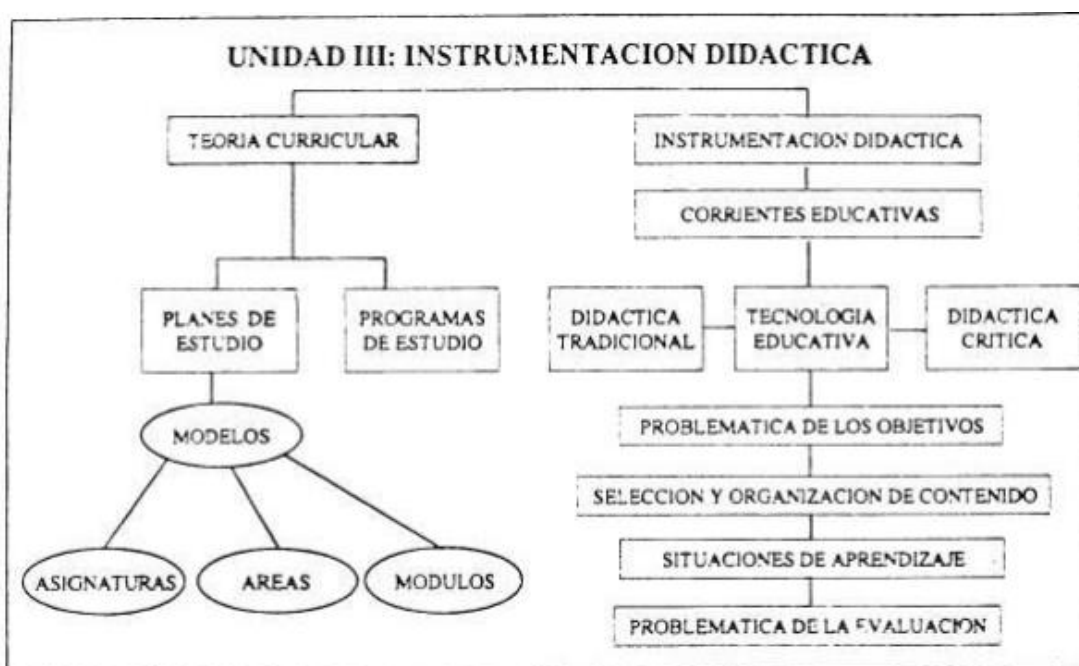 UNIDAD III: INSTRUMENTACION DIDACTICA
TEORIA CURRICULAR
INSTRUMENTACION DIDACTICA
CORRIENTES EDUCATIVAS
PLANES DE
ESTUDIO
PROGRAMAS
DE ESTUDIO
DIDACTICA
TRADICIONAL
TECNOLOGIA
EDUCATIVA
DIDACTICA
CRITICA
MODELOS
PROBLEMATICA DE LOS OBJETIVOS
SELECCION Y ORGANIZACION DE CONTENIDO
SITUACIONES DE APRENDIZAJE
ASIGNATURAS
AREAS
MODULOS
PROBLEMATICA DE LA EVALUACION